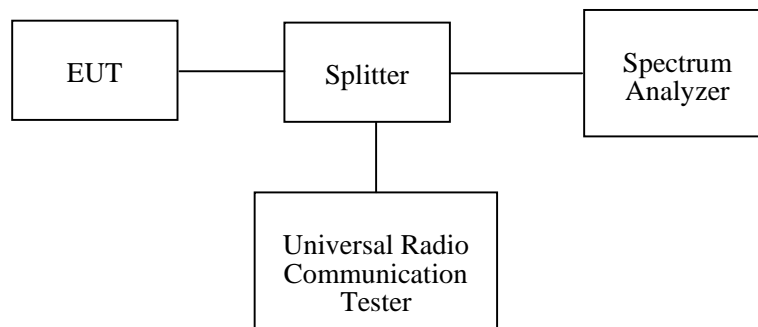 EUT
Splitter
Spectrum
Analyzer
Universal Radio
Communication
Tester